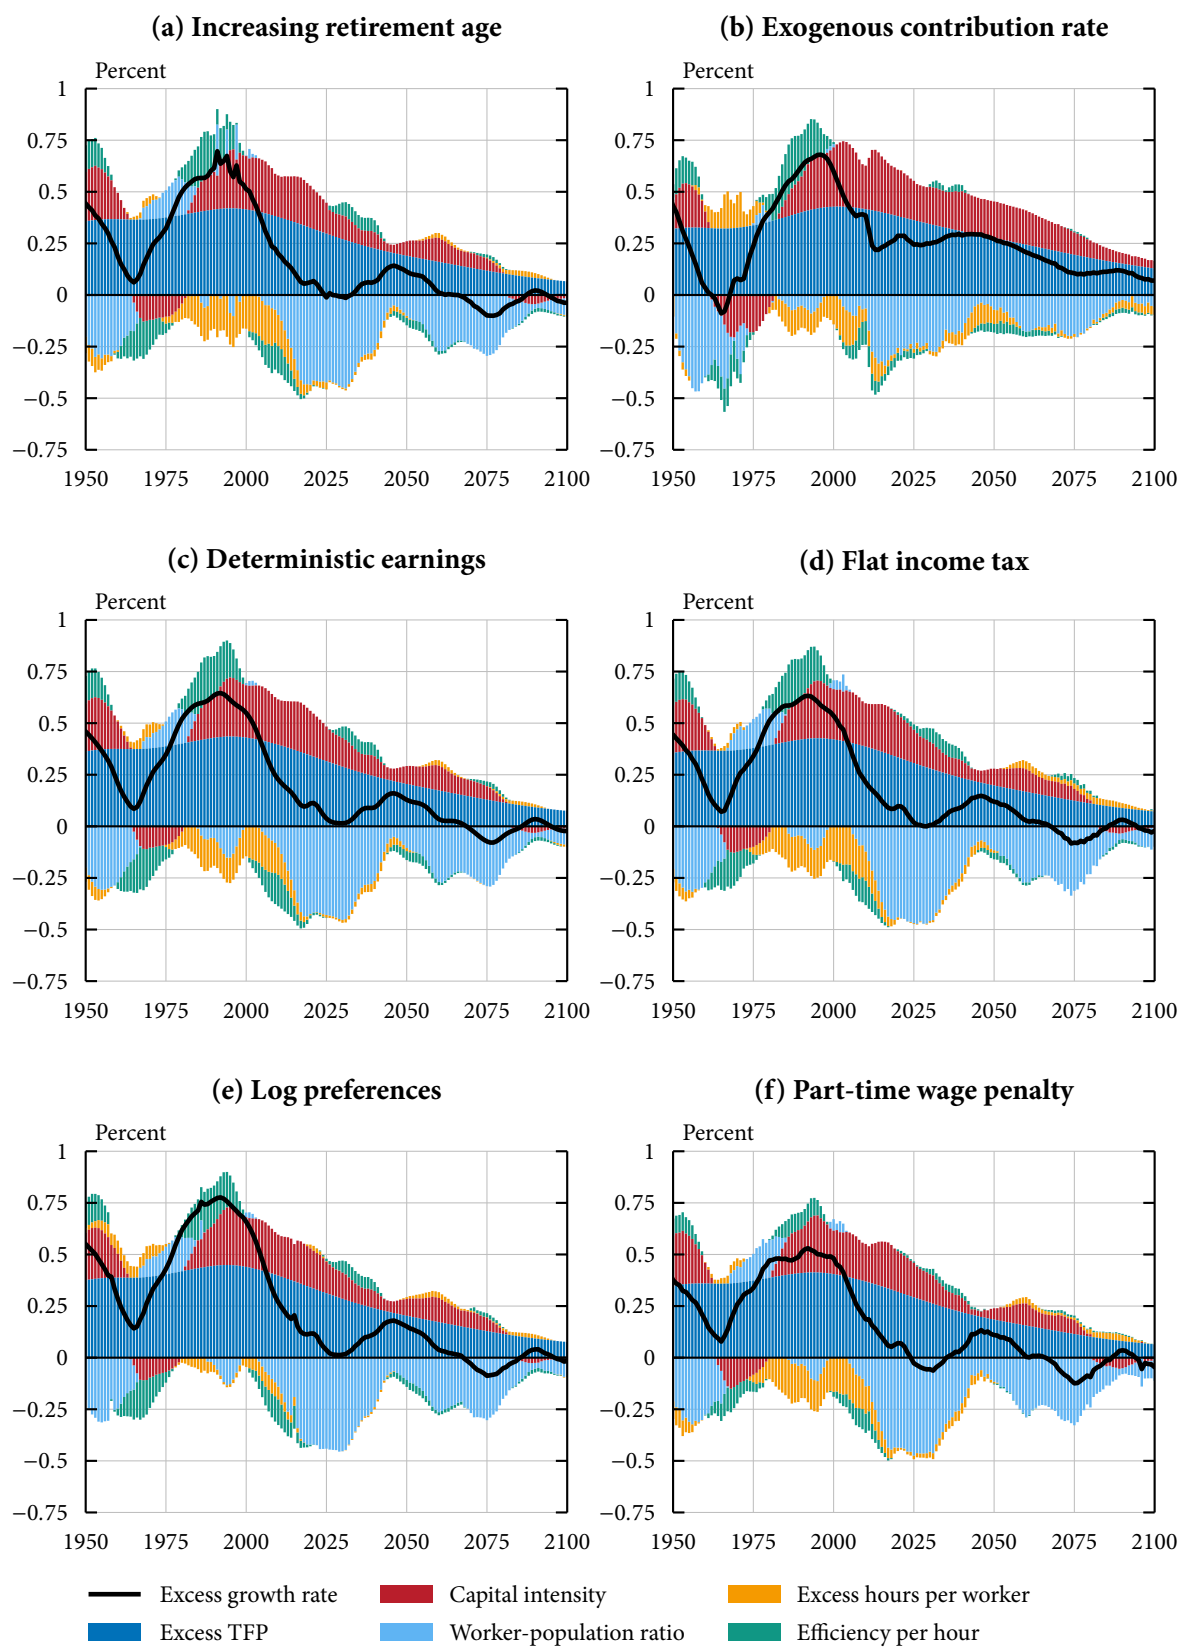 (a) Increasing retirement age
(b) Exogenous contribution rate
Percent
Percent
1
0.75
0.5
0.25
0
−0.25
−0.5
−0.75
1950 1975 2000 2025 2050 2075 2100
1
0.75
0.5
0.25
0
−0.25
−0.5
−0.75
1950 1975 2000 2025 2050 2075 2100
(c) Deterministic earnings
(d) Flat income tax
Percent
Percent
1
0.75
0.5
0.25
0
−0.25
−0.5
−0.75
1950 1975 2000 2025 2050 2075 2100
1
0.75
0.5
0.25
0
−0.25
−0.5
−0.75
1950 1975 2000 2025 2050 2075 2100
(e) Log preferences
(f) Part-time wage penalty
Percent
Percent
1
0.75
0.5
0.25
0
−0.25
−0.5
−0.75
1950 1975 2000 2025 2050 2075 2100
1
0.75
0.5
0.25
0
−0.25
−0.5
−0.75
1950 1975 2000 2025 2050 2075 2100
Excess growth rate
Capital intensity
Excess hours per worker
Excess TFP
Worker-population ratio
Efficiency per hour